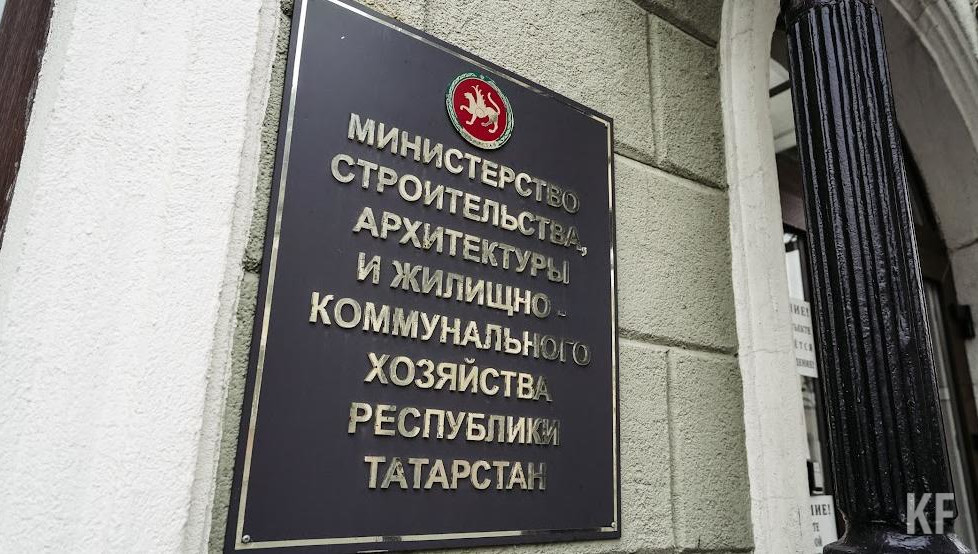 МИНИСТЕРСТВО
СТРОИТЕЛЬСТВА,
АРХИТЕКТУРЫ
И ЖИЛИЩНО -
КОММУНАЛЬНОГО
ХОЗЯЙСТВА
РЕСПУБЛИКИ
ТАТАРСТАН
KF